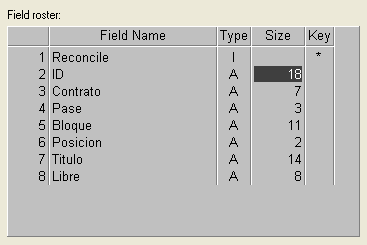 Field roster:
Field Name Type Size Key
1 Reconcile I *
2 ID A 18
3 Contrato A 7
4 Pase A 3
5 Bloque A 11
6 Posicion A 2
7 Titulo A 14
8 Libre A 8